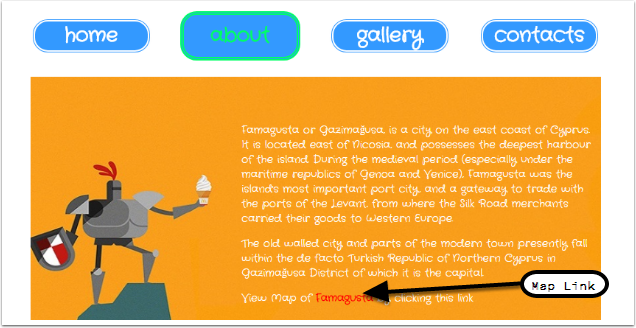 home about gallery contacts
Famagusta or Gazimağusa, is a city on the east coast of Cyprus.
It is located east of Nicosia, and possesses the deepest harbour
of the island. During the medieval period (especially under the
maritime republics of Genoa and Venice), Famagusta was the
island's most important port city, and a gateway to trade with
the ports of the Levant, from where the Silk Road merchants
carried their goods to Western Europe.
The old walled city and parts of the modern town presently fall
within the de facto Turkish Republic of Northern Cyprus in
Gazimağusa District of which it is the capital.
View Map of Famagusta by clicking this link
Map Link